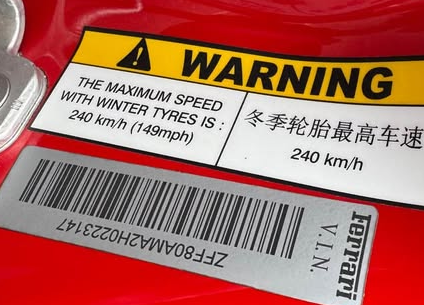 WARNING
THE MAXIMUM SPEED
WITH WINTER TYRES IS :
240 km/h (149mph)
冬季轮胎最高车速
240 km/h
Ferrari
V.I.N.
ZFF80AMA2H0223147